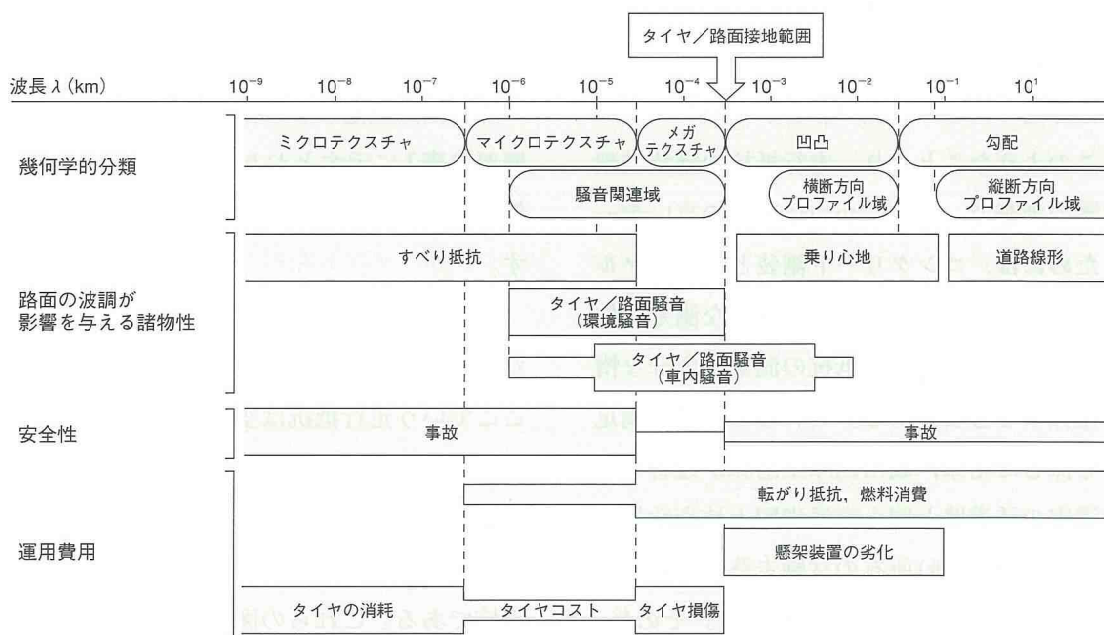 タイヤ／路面接地範囲
波長 λ (km)
10⁻⁹ 10⁻⁸ 10⁻⁷ 10⁻⁶ 10⁻⁵ 10⁻⁴ 10⁻³ 10⁻² 10⁻¹ 10¹
幾何学的分類
ミクロテクスチャ
マイクロテクスチャ
メガ
テクスチャ
凹凸
勾配
騒音関連域
横断方向
プロファイル域
縦断方向
プロファイル域
路面の波調が
影響を与える諸物性
すべり抵抗
乗り心地
道路線形
タイヤ／路面騒音
(環境騒音)
タイヤ／路面騒音
(車内騒音)
安全性
事故
事故
運用費用
転がり抵抗，燃料消費
懸架装置の劣化
タイヤの消耗
タイヤコスト
タイヤ損傷